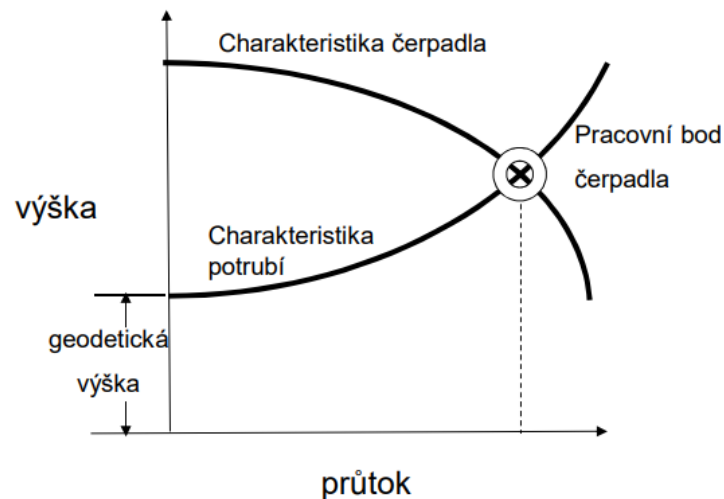 Charakteristika čerpadla
Pracovní bod
čerpadla
výška
Charakteristika
potrubí
geodetická
výška
průtok